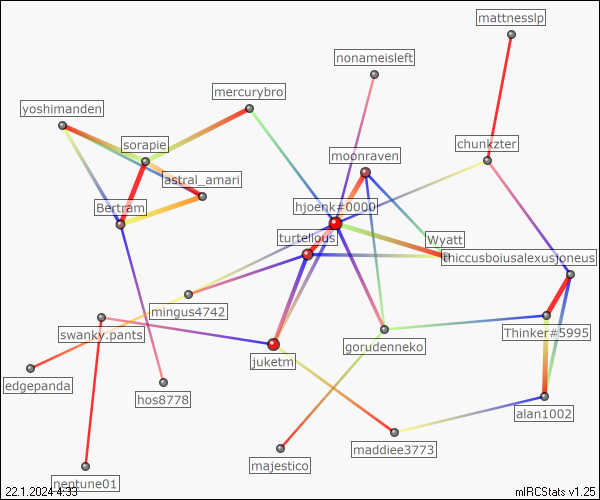 mattnesslp
nonameisleft
mercurybro
yoshimanden
sorapie
chunkzter
moonraven
astral_amari
Bertram
hjoenk#0000
turtelious
Wyatt
thiccusboiusalexusjoneus
mingus4742
swanky.pants
Thinker#5995
gorudenneko
juketm
edgepanda
hos8778
alan1002
maddiee3773
majestico
neptune01
22.1.2024 4:33
mIRCStats v1.25